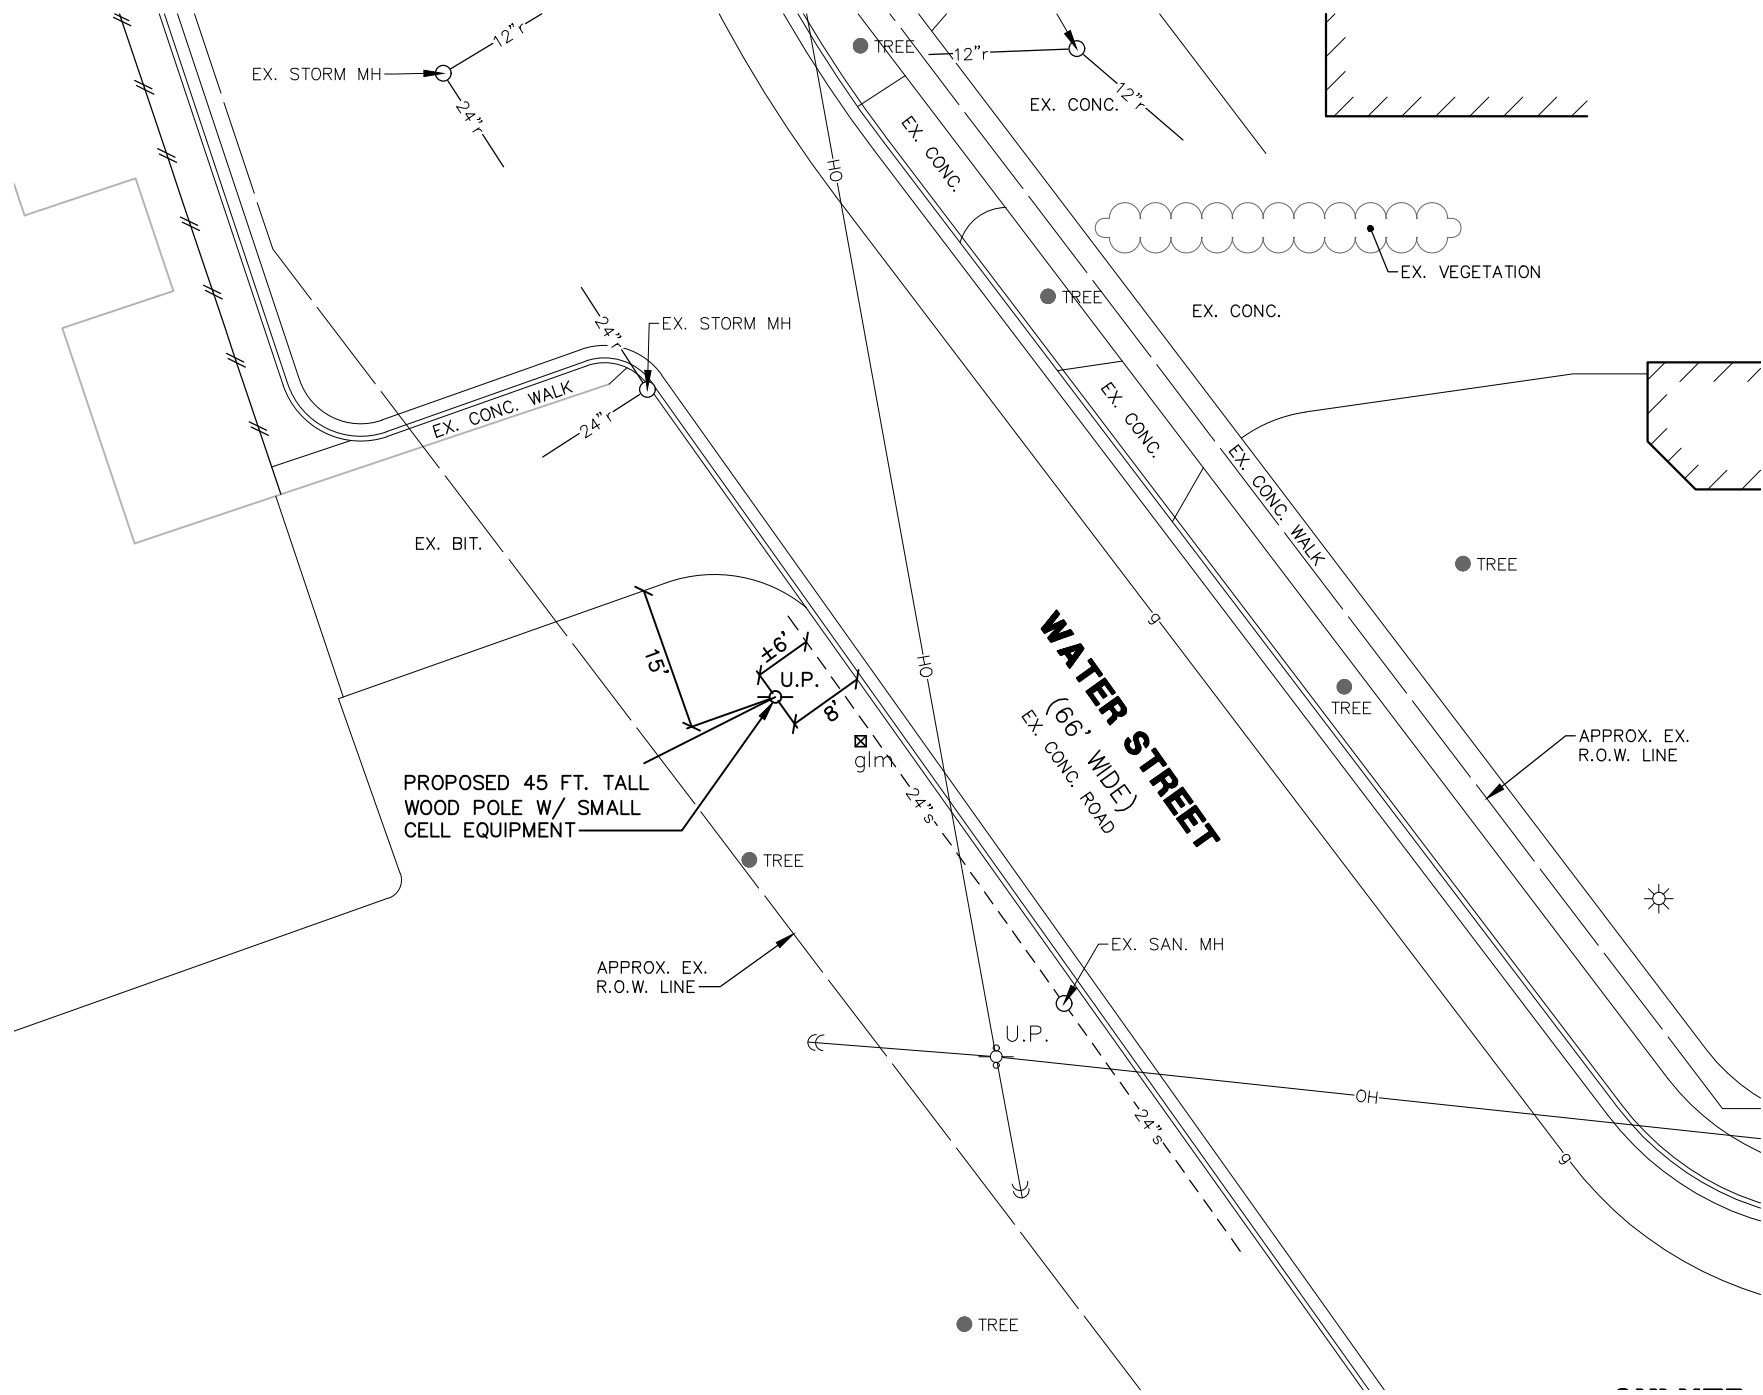 12"r
TREE
EX. STORM MH
12"r
24"r
12"r
EX. CONC.
EX. CONC.
OH
EX. VEGETATION
TREE
EX. CONC.
24"r
EX. STORM MH
EX. CONC. WALK
24"r
EX. CONC.
EX. CONC. WALK
EX. BIT.
TREE
g
±6'
15'
U.P.
8'
OH
glm
24"s
WATER STREET
(66' WIDE)
EX. CONC. ROAD
TREE
APPROX. EX.
R.O.W. LINE
PROPOSED 45 FT. TALL
WOOD POLE W/ SMALL
CELL EQUIPMENT
TREE
EX. SAN. MH
APPROX. EX.
R.O.W. LINE
U.P.
OH
24"s
g
TREE